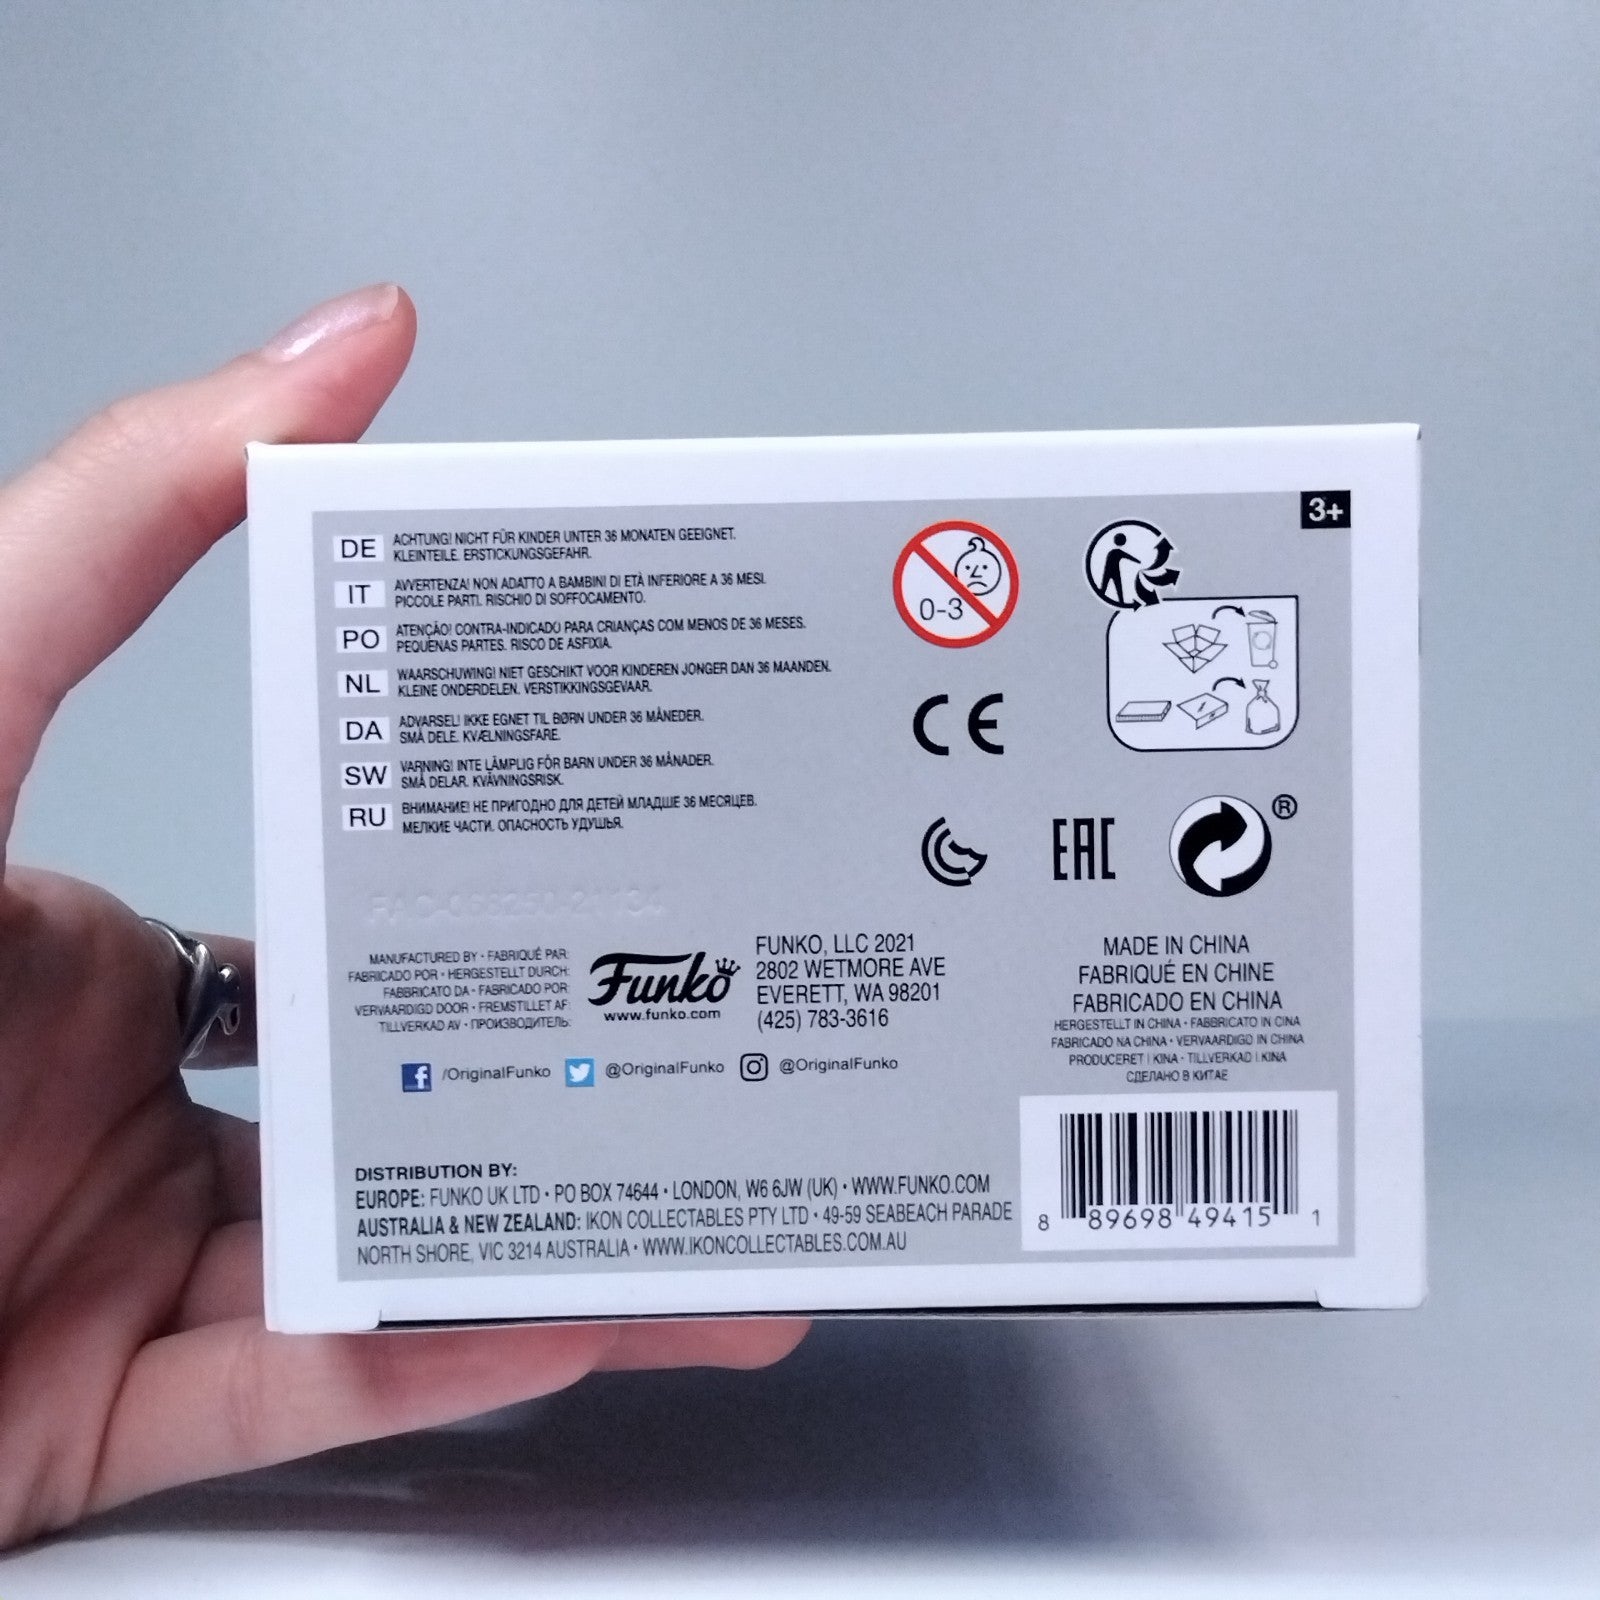 3+
DE
ACHTUNG! NICHT FÜR KINDER UNTER 36 MONATEN GEEIGNET.
KLEINTEILE. ERSTICKUNGSGEFAHR.
IT
AVVERTENZA! NON ADATTO A BAMBINI DI ETÀ INFERIORE A 36 MESI.
PICCOLE PARTI. RISCHIO DI SOFFOCAMENTO.
PO
ATENÇÃO! CONTRA-INDICADO PARA CRIANÇAS COM MENOS DE 36 MESES.
PEQUENAS PARTES. RISCO DE ASFIXIA.
NL
WAARSCHUWING! NIET GESCHIKT VOOR KINDEREN JONGER DAN 36 MAANDEN.
KLEINE ONDERDELEN. VERSTIKKINGSGEVAAR.
DA
ADVARSEL! IKKE EGNET TIL BØRN UNDER 36 MÅNEDER.
SMÅ DELE. KVÆLNINGSFARE.
SW
VARNING! INTE LÄMPLIG FÖR BARN UNDER 36 MÅNADER.
SMÅ DELAR. KVÄVNINGSRISK.
RU
ВНИМАНИЕ! НЕ ПРИГОДНО ДЛЯ ДЕТЕЙ МЛАДШЕ 36 МЕСЯЦЕВ.
МЕЛКИЕ ЧАСТИ. ОПАСНОСТЬ УДУШЬЯ.
0-3
CE
EAC
®
MANUFACTURED BY • FABRIQUÉ PAR:
FABRICADO POR • HERGESTELLT DURCH:
FABBRICATO DA • FABRICADO POR:
VERVAARDIGD DOOR • FREMSTILLET AF:
TILLVERKAD AV • ПРОИЗВОДИТЕЛЬ:
Funko
www.funko.com
FUNKO, LLC 2021
2802 WETMORE AVE
EVERETT, WA 98201
(425) 783-3616
MADE IN CHINA
FABRIQUÉ EN CHINE
FABRICADO EN CHINA
HERGESTELLT IN CHINA • FABBRICATO IN CINA
FABRICADO NA CHINA • VERVAARDIGD IN CHINA
PRODUCERET I KINA • TILLVERKAD I KINA
СДЕЛАНО В КИТАЕ
/OriginalFunko @OriginalFunko @OriginalFunko
DISTRIBUTION BY:
EUROPE: FUNKO UK LTD • PO BOX 74644 • LONDON, W6 6JW (UK) • WWW.FUNKO.COM
AUSTRALIA & NEW ZEALAND: IKON COLLECTABLES PTY LTD • 49-59 SEABEACH PARADE
NORTH SHORE, VIC 3214 AUSTRALIA • WWW.IKONCOLLECTABLES.COM.AU
8 89698 49415 1